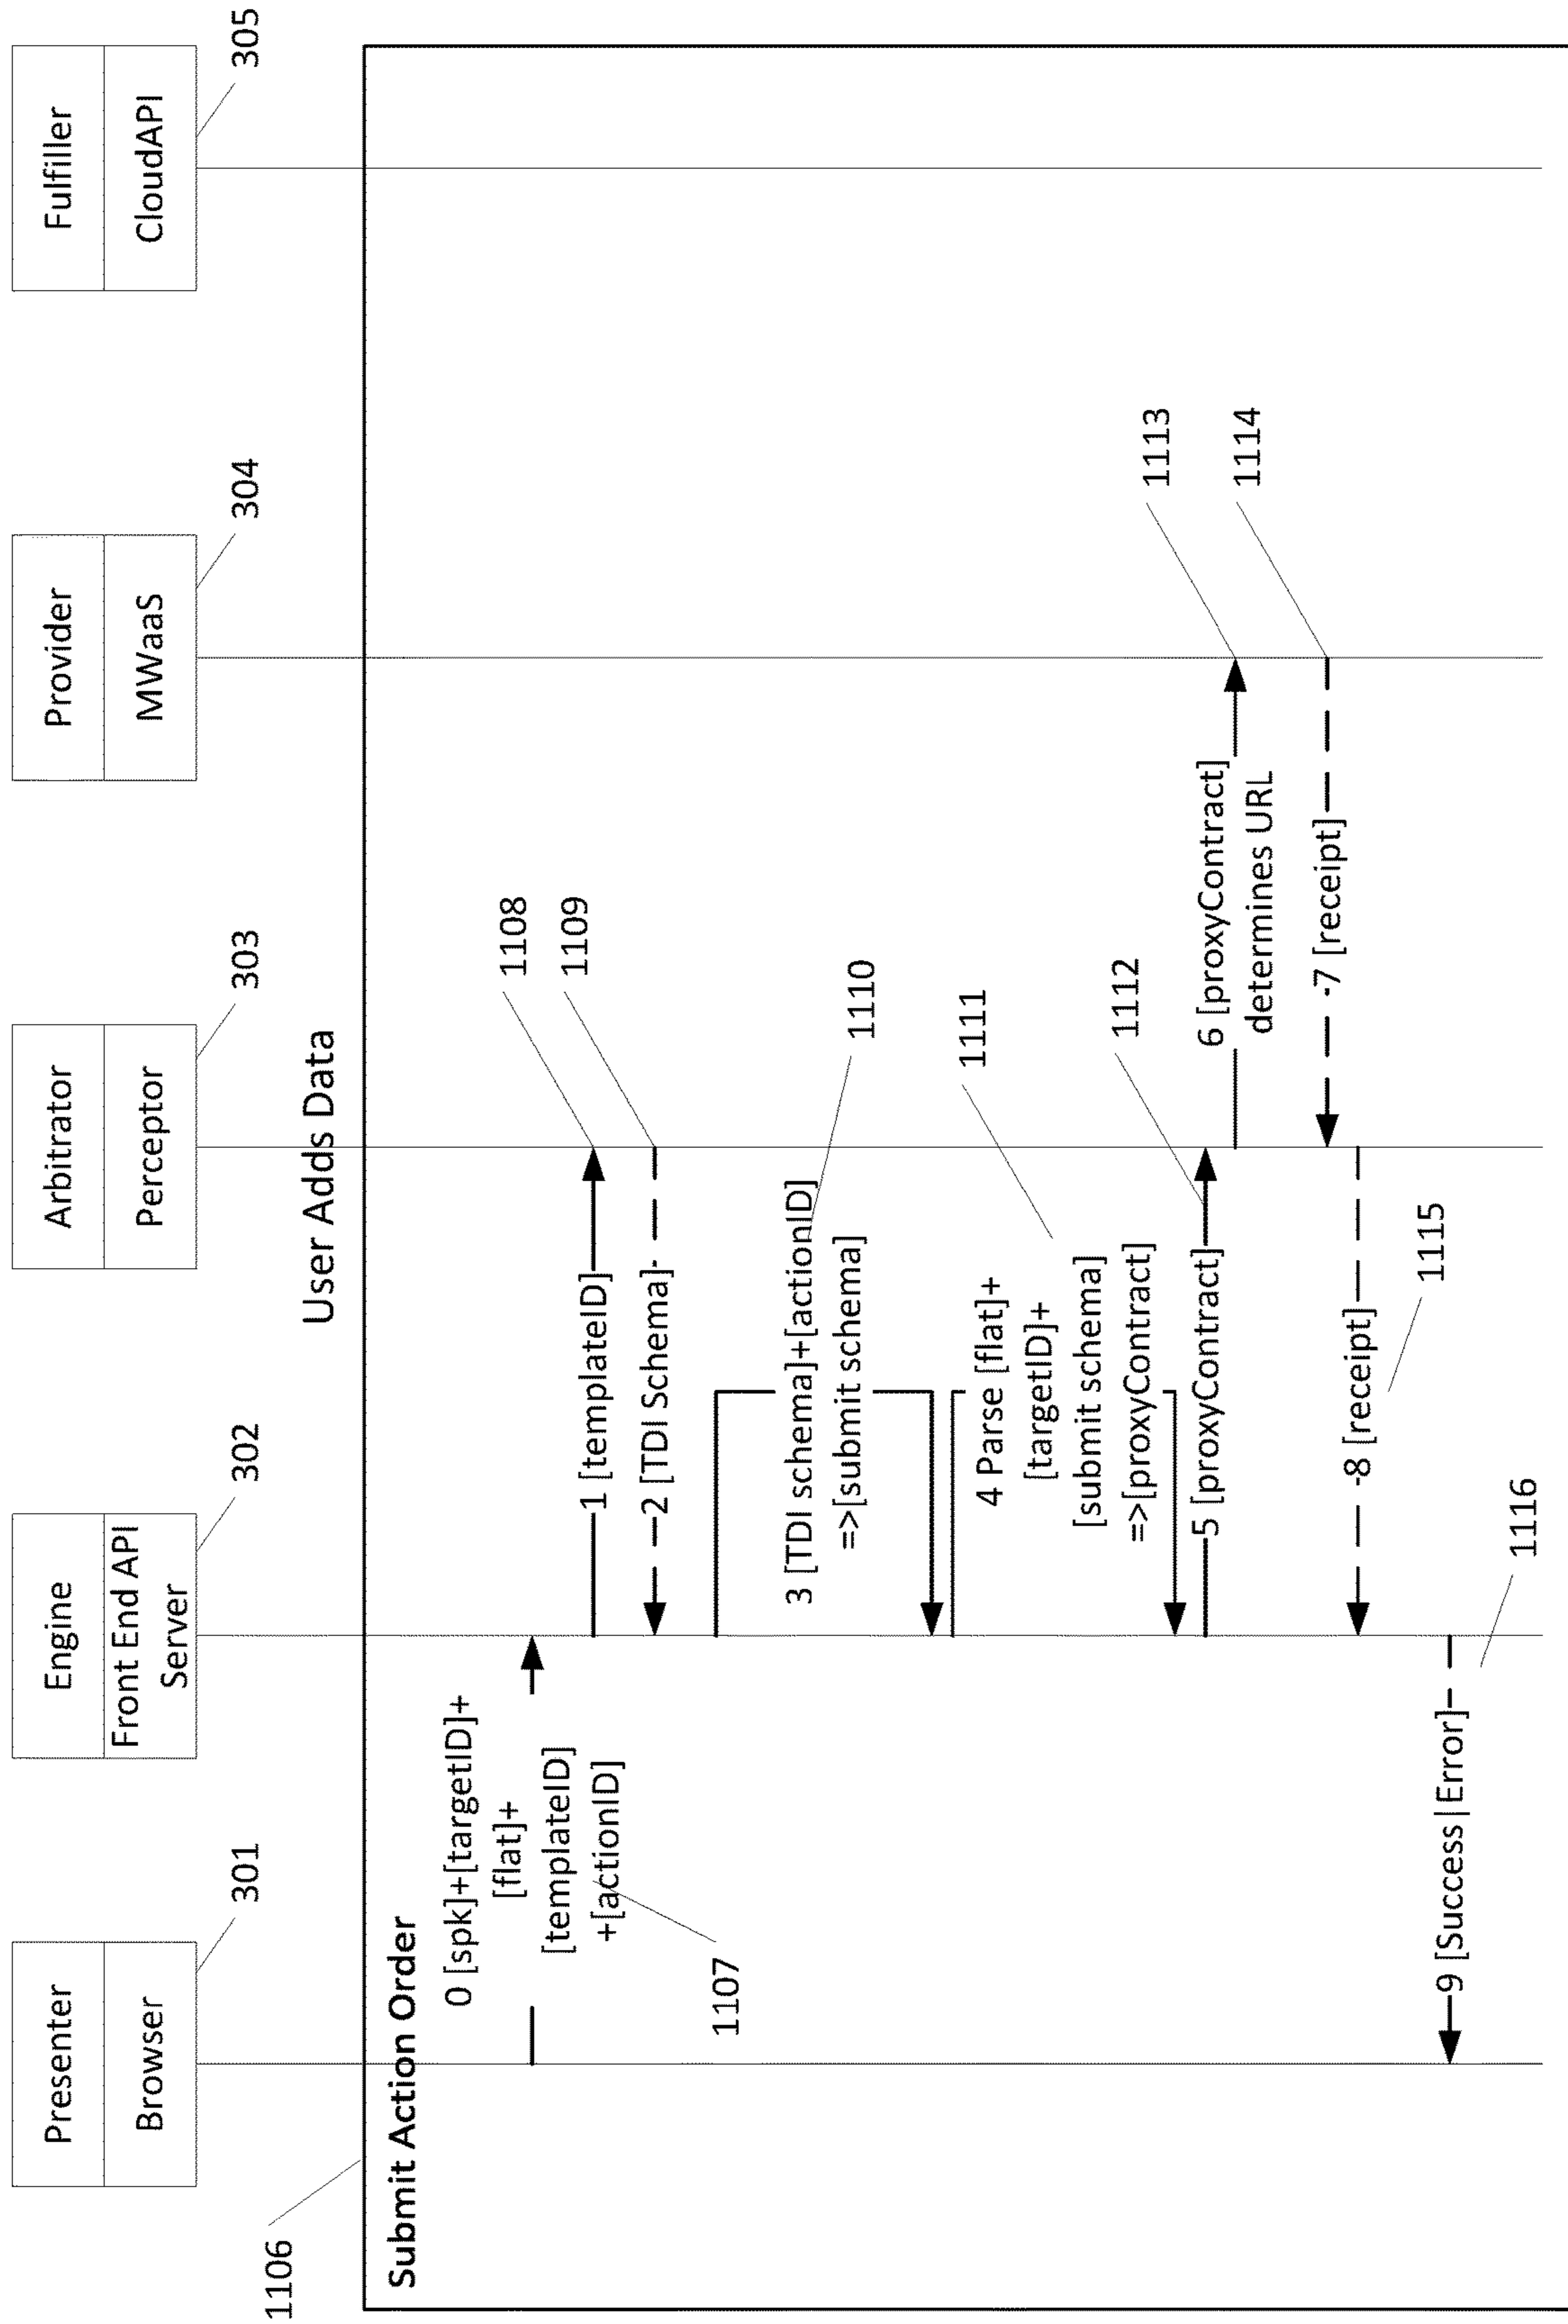 Presenter
Browser
301
Engine
Front End API
Server
302
Arbitrator
Perceptor
303
Provider
MWaaS
304
Fulfiller
CloudAPI
305
User Adds Data
1106
Submit Action Order
0 [spk]+[targetID]+
[flat]+
[templateID]
+[actionID]
1107
1 [templateID]
1108
2 [TDI Schema]
1109
3 [TDI schema]+[actionID]
=>[submit schema]
1110
4 Parse [flat]+
[targetID]+
[submit schema]
=>[proxyContract]
1111
5 [proxyContract]
1112
6 [proxyContract]
determines URL
1113
7 [receipt]
1114
8 [receipt]
1115
9 [Success|Error]
1116